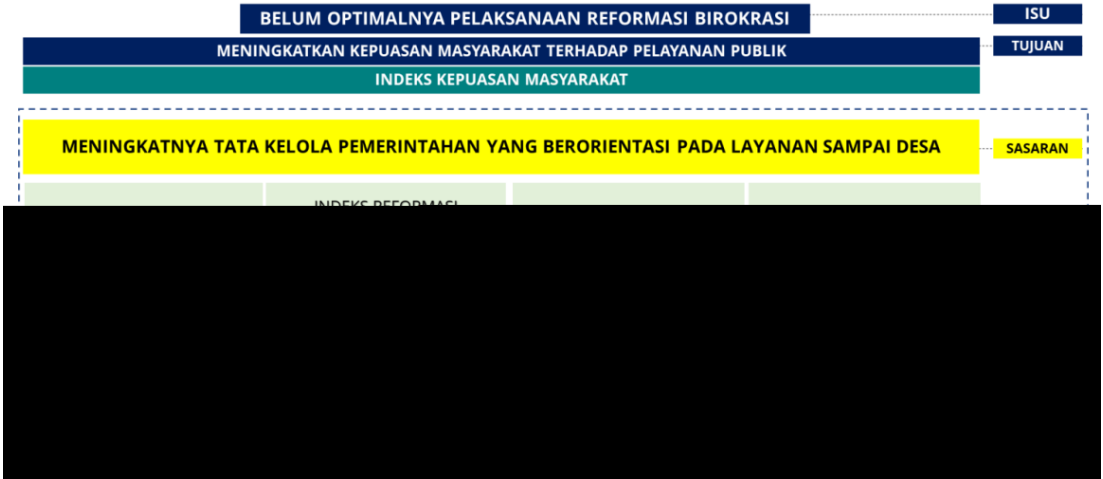 BELUM OPTIMALNYA PELAKSANAAN REFORMASI BIROKRASI
ISU
MENINGKATKAN KEPUASAN MASYARAKAT TERHADAP PELAYANAN PUBLIK
TUJUAN
INDEKS KEPUASAN MASYARAKAT
MENINGKATNYA TATA KELOLA PEMERINTAHAN YANG BERORIENTASI PADA LAYANAN SAMPAI DESA
SASARAN
INDEKS REFORMASI